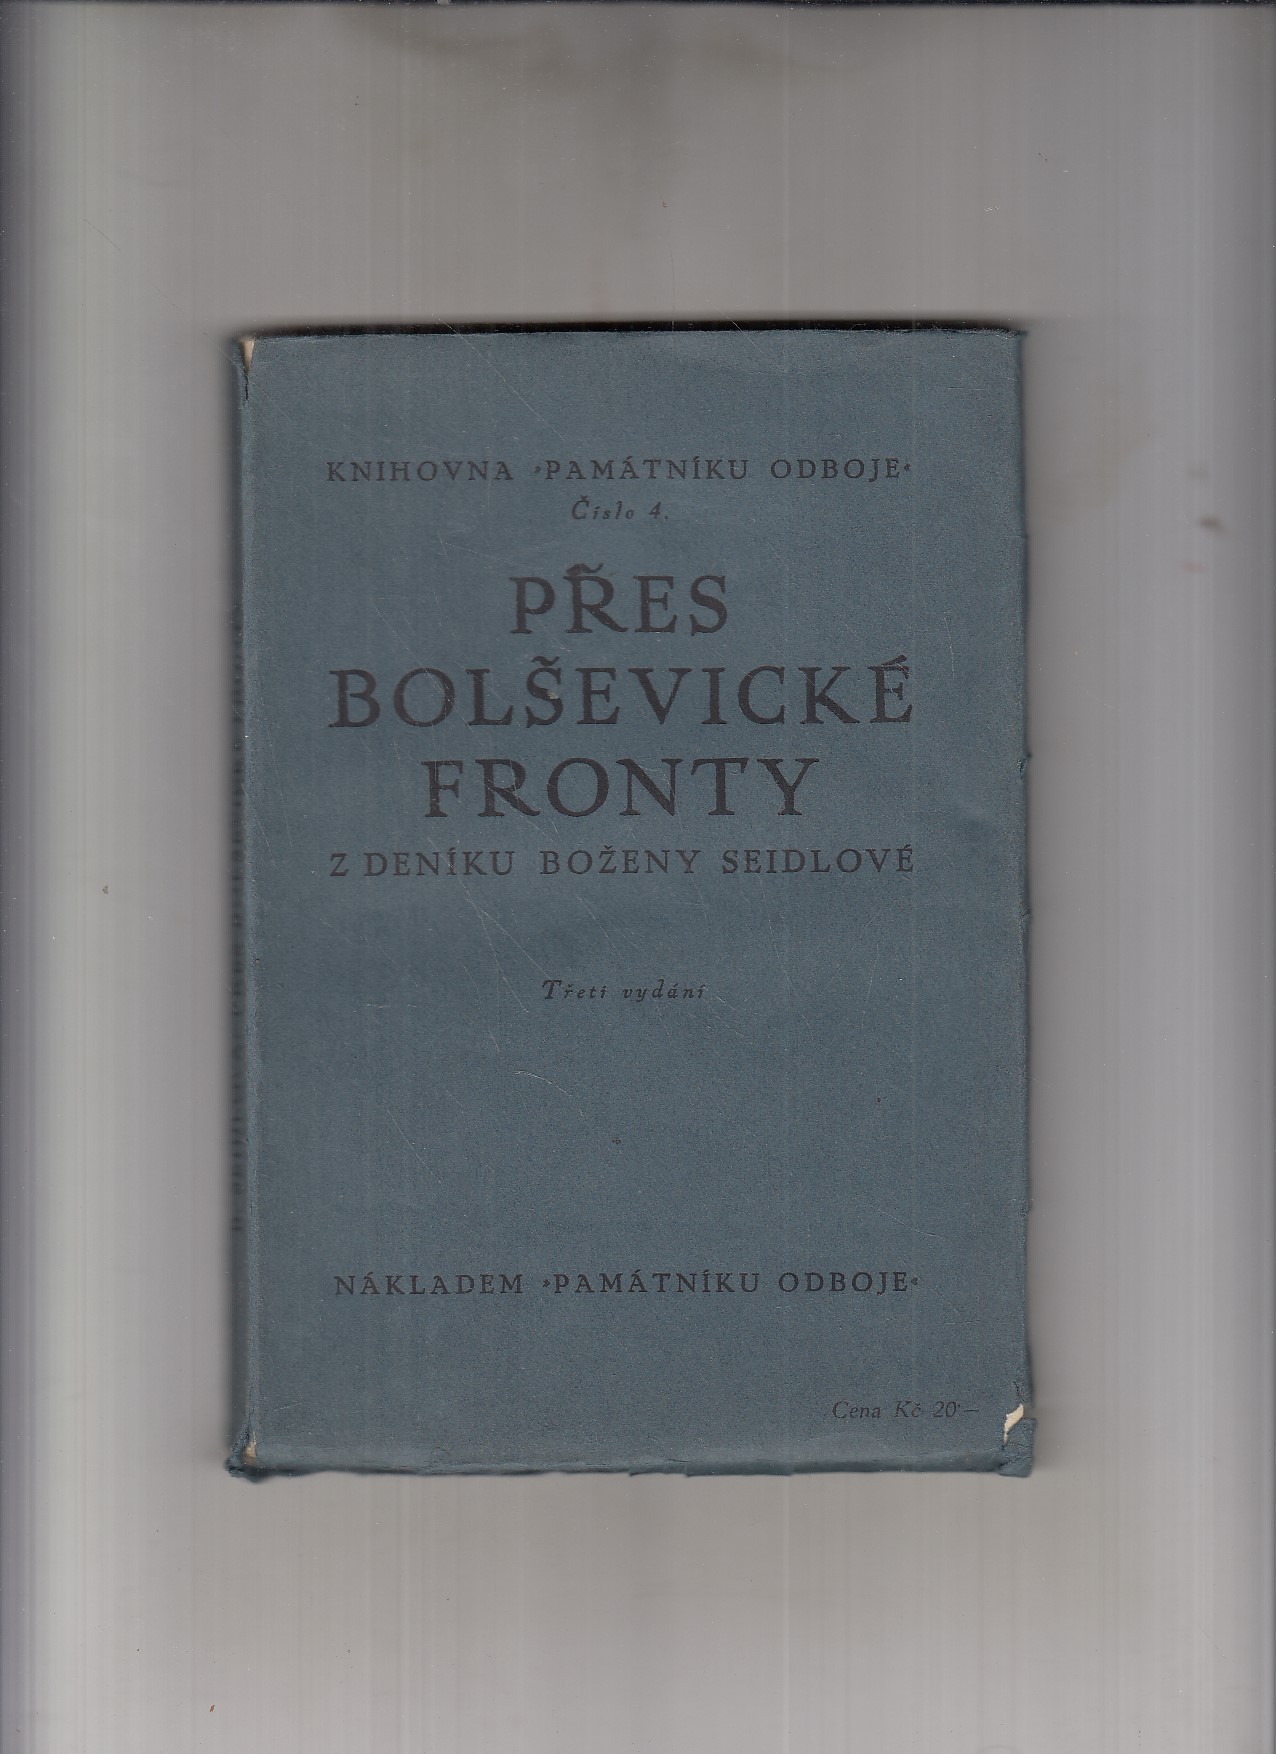 KNIHOVNA »PAMÁTNÍKU ODBOJE«
Číslo 4.
PŘES
BOLŠEVICKÉ
FRONTY
Z DENÍKU BOŽENY SEIDLOVÉ
Třetí vydání
NÁKLADEM »PAMÁTNÍKU ODBOJE«
Cena Kč 20·—